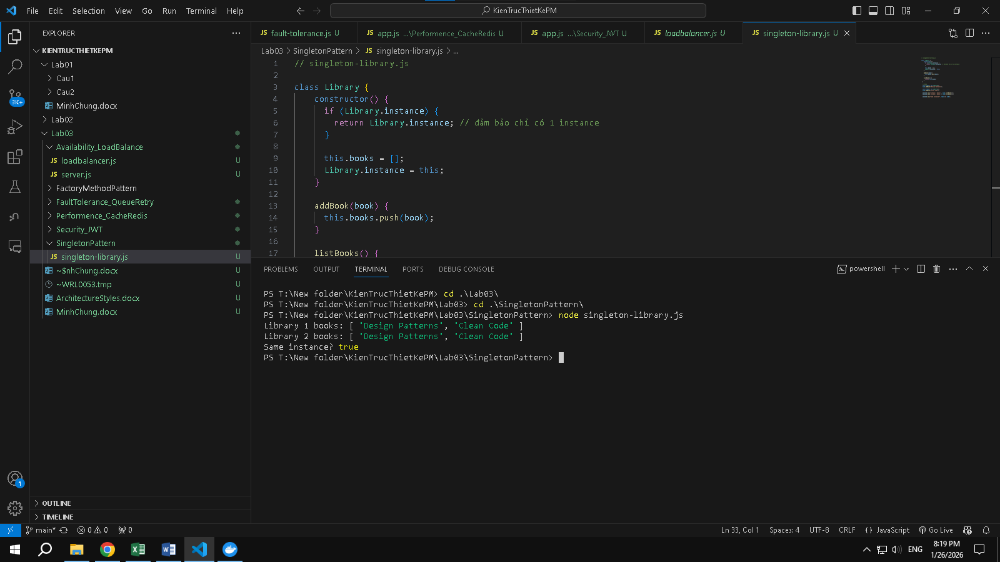 File Edit Selection View Go Run Terminal Help
KienTrucThietKePM
EXPLORER
KIENTRUCTHIETKEPM
Lab01
Cau1
Cau2
MinhChung.docx
Lab02
Lab03
Availability_LoadBalance
loadbalancer.js U
server.js U
FactoryMethodPattern
FaultTolerance_QueueRetry
Performence_CacheRedis
Security_JWT
SingletonPattern
singleton-library.js U
~$nhChung.docx U
~WRL0053.tmp U
ArchitectureStyles.docx U
MinhChung.docx U
OUTLINE
TIMELINE
3K+
1
JS fault-tolerance.js U JS app.js ...\Performence_CacheRedis U JS app.js ...\Security_JWT U JS loadbalancer.js U JS singleton-library.js U
Lab03 > SingletonPattern > JS singleton-library.js > ...
1 // singleton-library.js
2
3 class Library {
4 constructor() {
5 if (Library.instance) {
6 return Library.instance; // đảm bảo chỉ có 1 instance
7 }
8
9 this.books = [];
10 Library.instance = this;
11 }
12
13 addBook(book) {
14 this.books.push(book);
15 }
16
17 listBooks() {
PROBLEMS OUTPUT TERMINAL PORTS DEBUG CONSOLE
powershell
PS T:\New folder\KienTrucThietKePM> cd .\Lab03\
PS T:\New folder\KienTrucThietKePM\Lab03> cd .\SingletonPattern\
PS T:\New folder\KienTrucThietKePM\Lab03\SingletonPattern> node singleton-library.js
Library 1 books: [ 'Design Patterns', 'Clean Code' ]
Library 2 books: [ 'Design Patterns', 'Clean Code' ]
Same instance? true
PS T:\New folder\KienTrucThietKePM\Lab03\SingletonPattern>
main* 0 0 0
Ln 33, Col 1 Spaces: 4 UTF-8 CRLF {} JavaScript Go Live
ENG
8:19 PM
1/26/2026